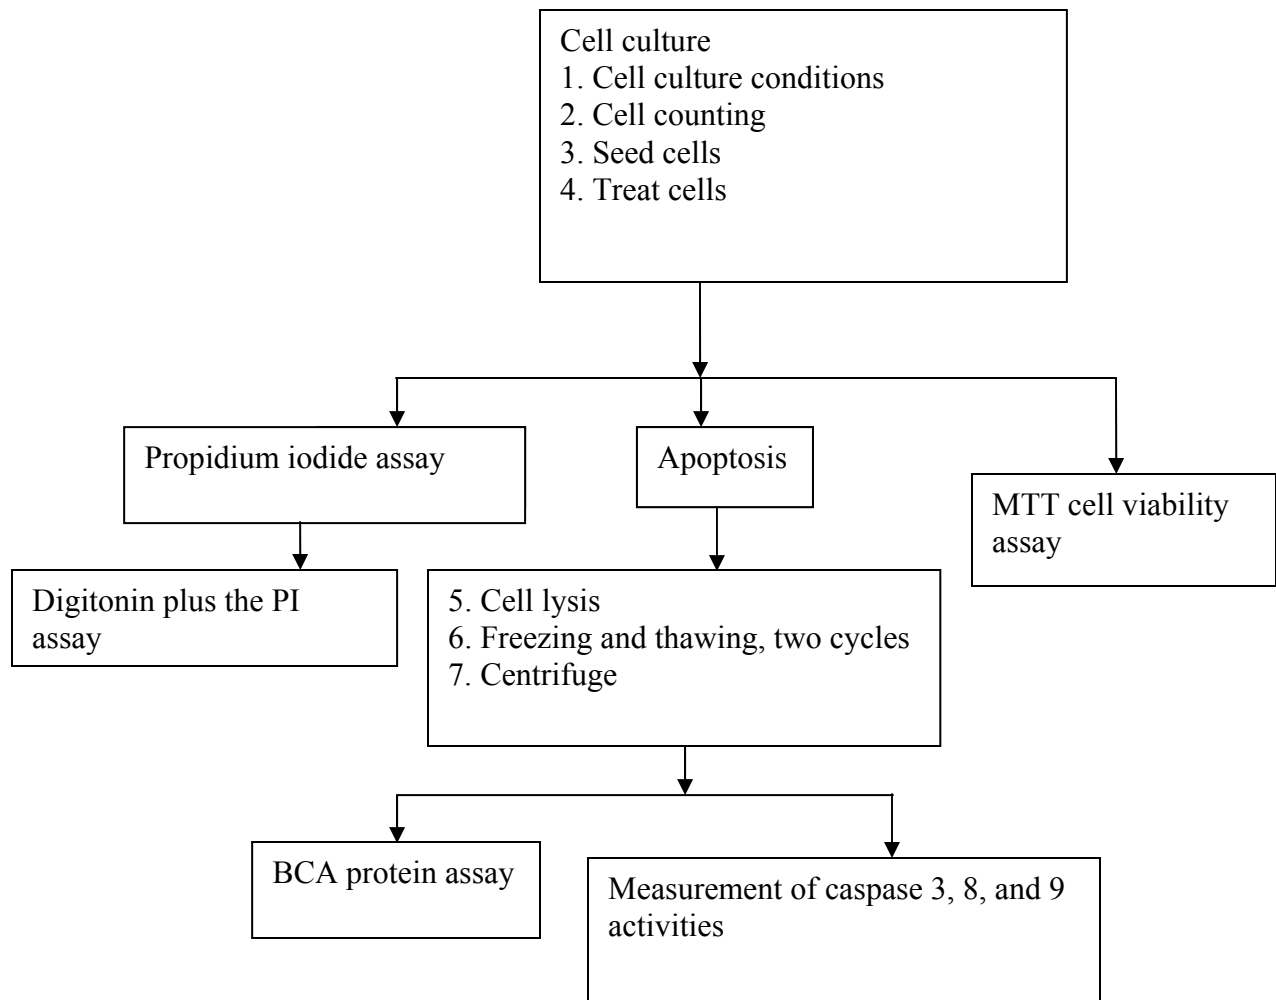 Cell culture
1. Cell culture conditions
2. Cell counting
3. Seed cells
4. Treat cells
Propidium iodide assay
Apoptosis
MTT cell viability
assay
Digitonin plus the PI
assay
5. Cell lysis
6. Freezing and thawing, two cycles
7. Centrifuge
BCA protein assay
Measurement of caspase 3, 8, and 9
activities